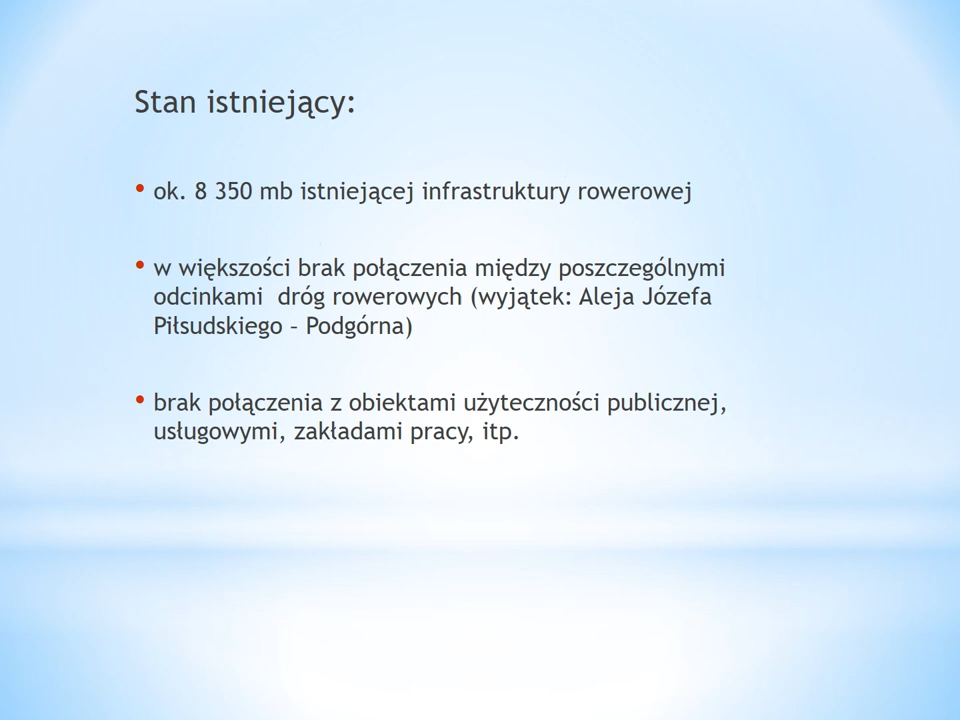 Stan istniejący:
• ok. 8 350 mb istniejącej infrastruktury rowerowej
• w większości brak połączenia między poszczególnymi
odcinkami  dróg rowerowych (wyjątek: Aleja Józefa
Piłsudskiego – Podgórna)
• brak połączenia z obiektami użyteczności publicznej,
usługowymi, zakładami pracy, itp.